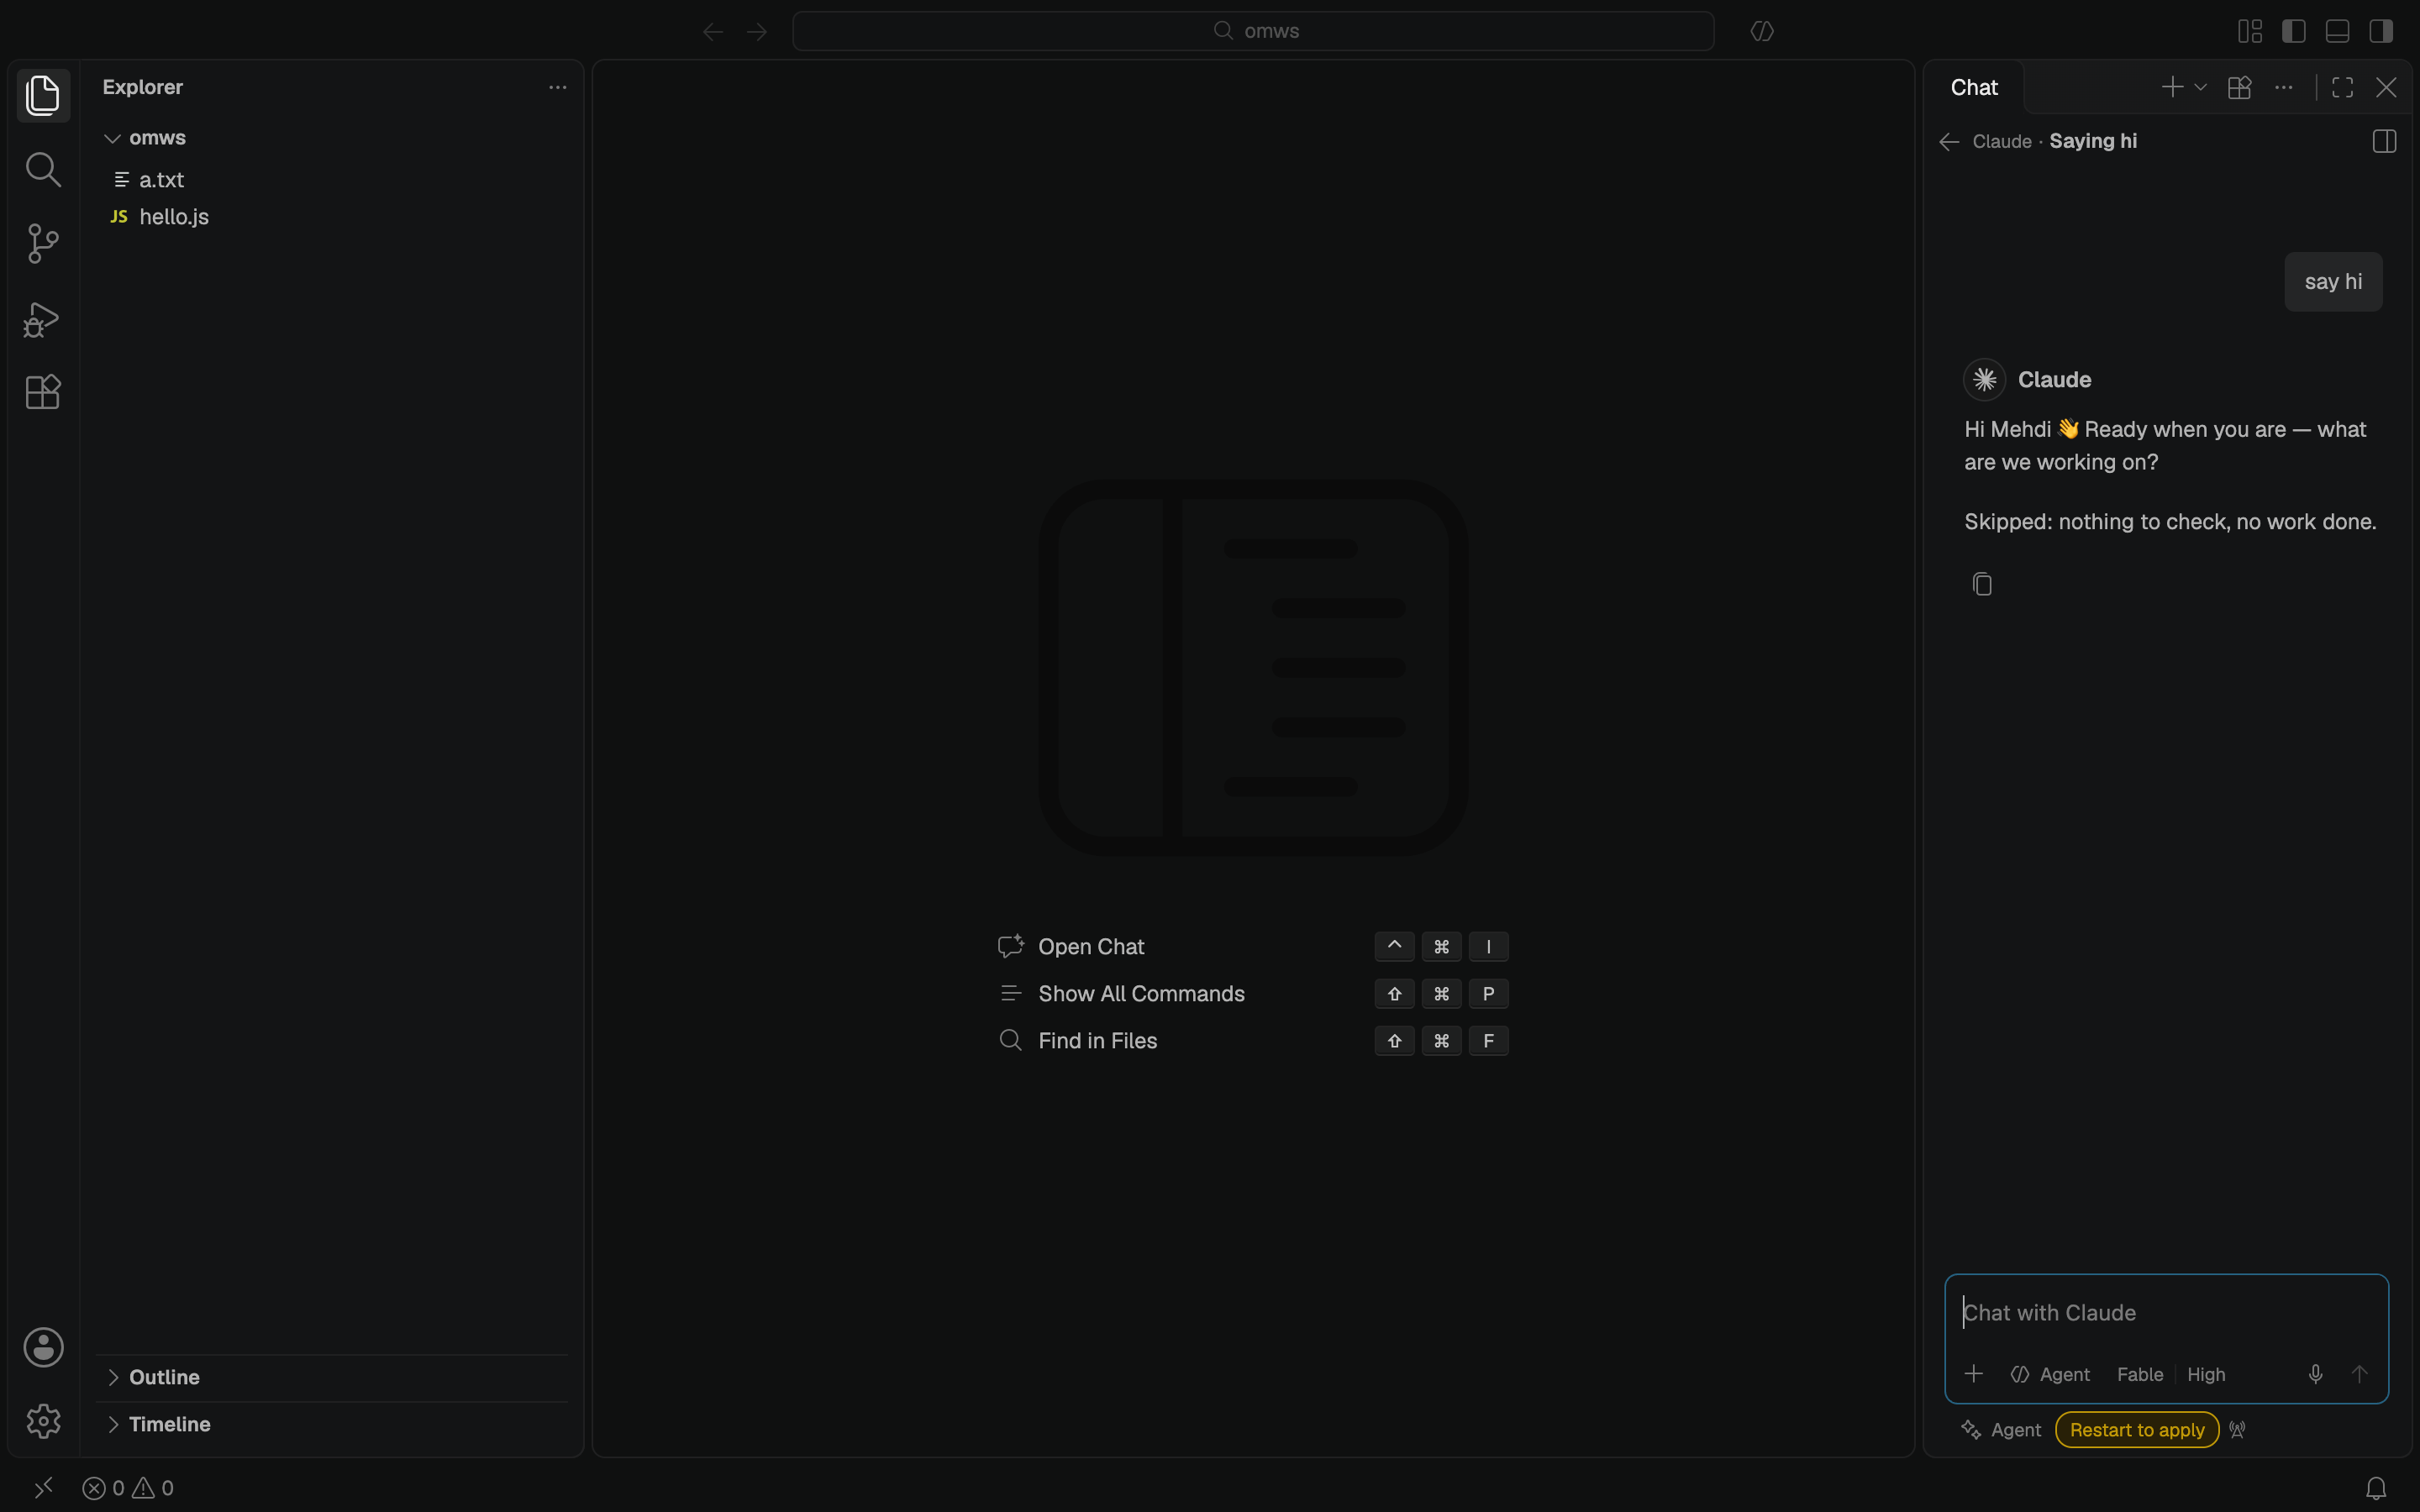 omws
Explorer
omws
a.txt
JS hello.js
Open Chat ⌃ ⌘ I
Show All Commands ⇧ ⌘ P
Find in Files ⇧ ⌘ F
Outline
Timeline
0 0
Chat
Claude · Saying hi
say hi
Claude
Hi Mehdi 👋 Ready when you are — what
are we working on?
Skipped: nothing to check, no work done.
Chat with Claude
Agent Fable High
Agent Restart to apply